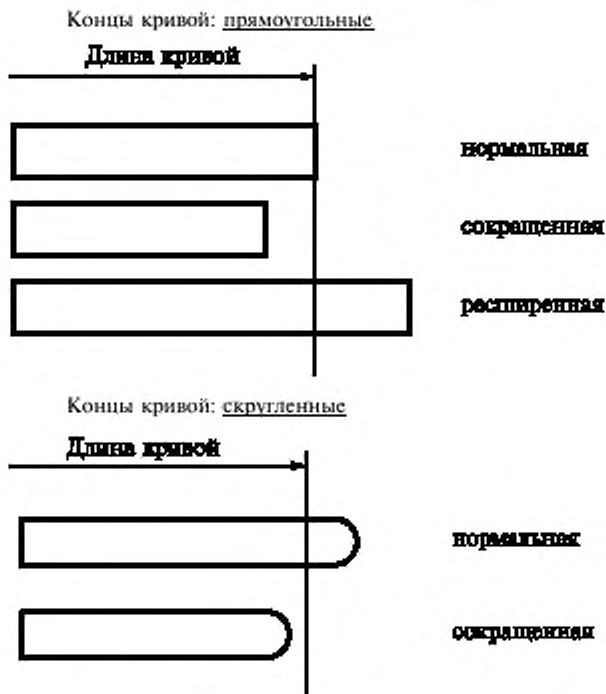 Концы кривой: прямоугольные
Длина кривой
нормальная
сокращенная
расширенная
Концы кривой: скругленные
Длина кривой
нормальная
сокращенная